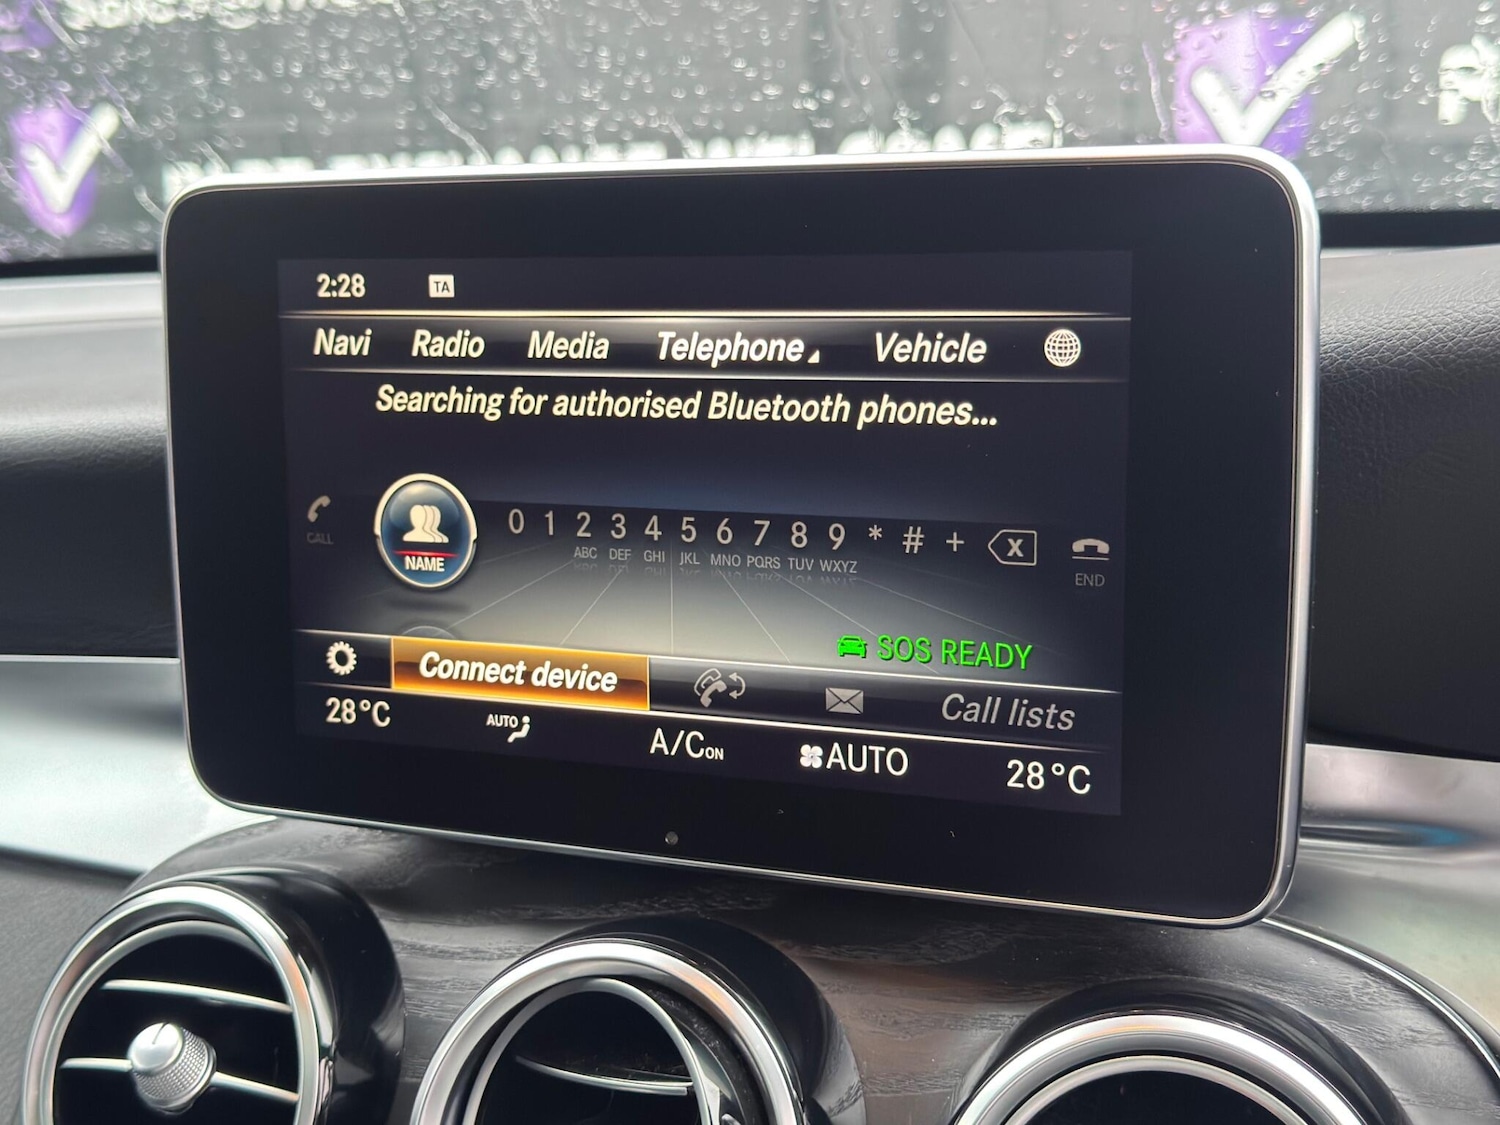 2:28 TA
Navi Radio Media Telephone Vehicle
Searching for authorised Bluetooth phones...
CALL
NAME
0 1 2 3 4 5 6 7 8 9 * # + X
ABC DEF GHI JKL MNO PQRS TUV WXYZ
END
SOS READY
Connect device Call lists
28°C AUTO A/C ON AUTO 28°C